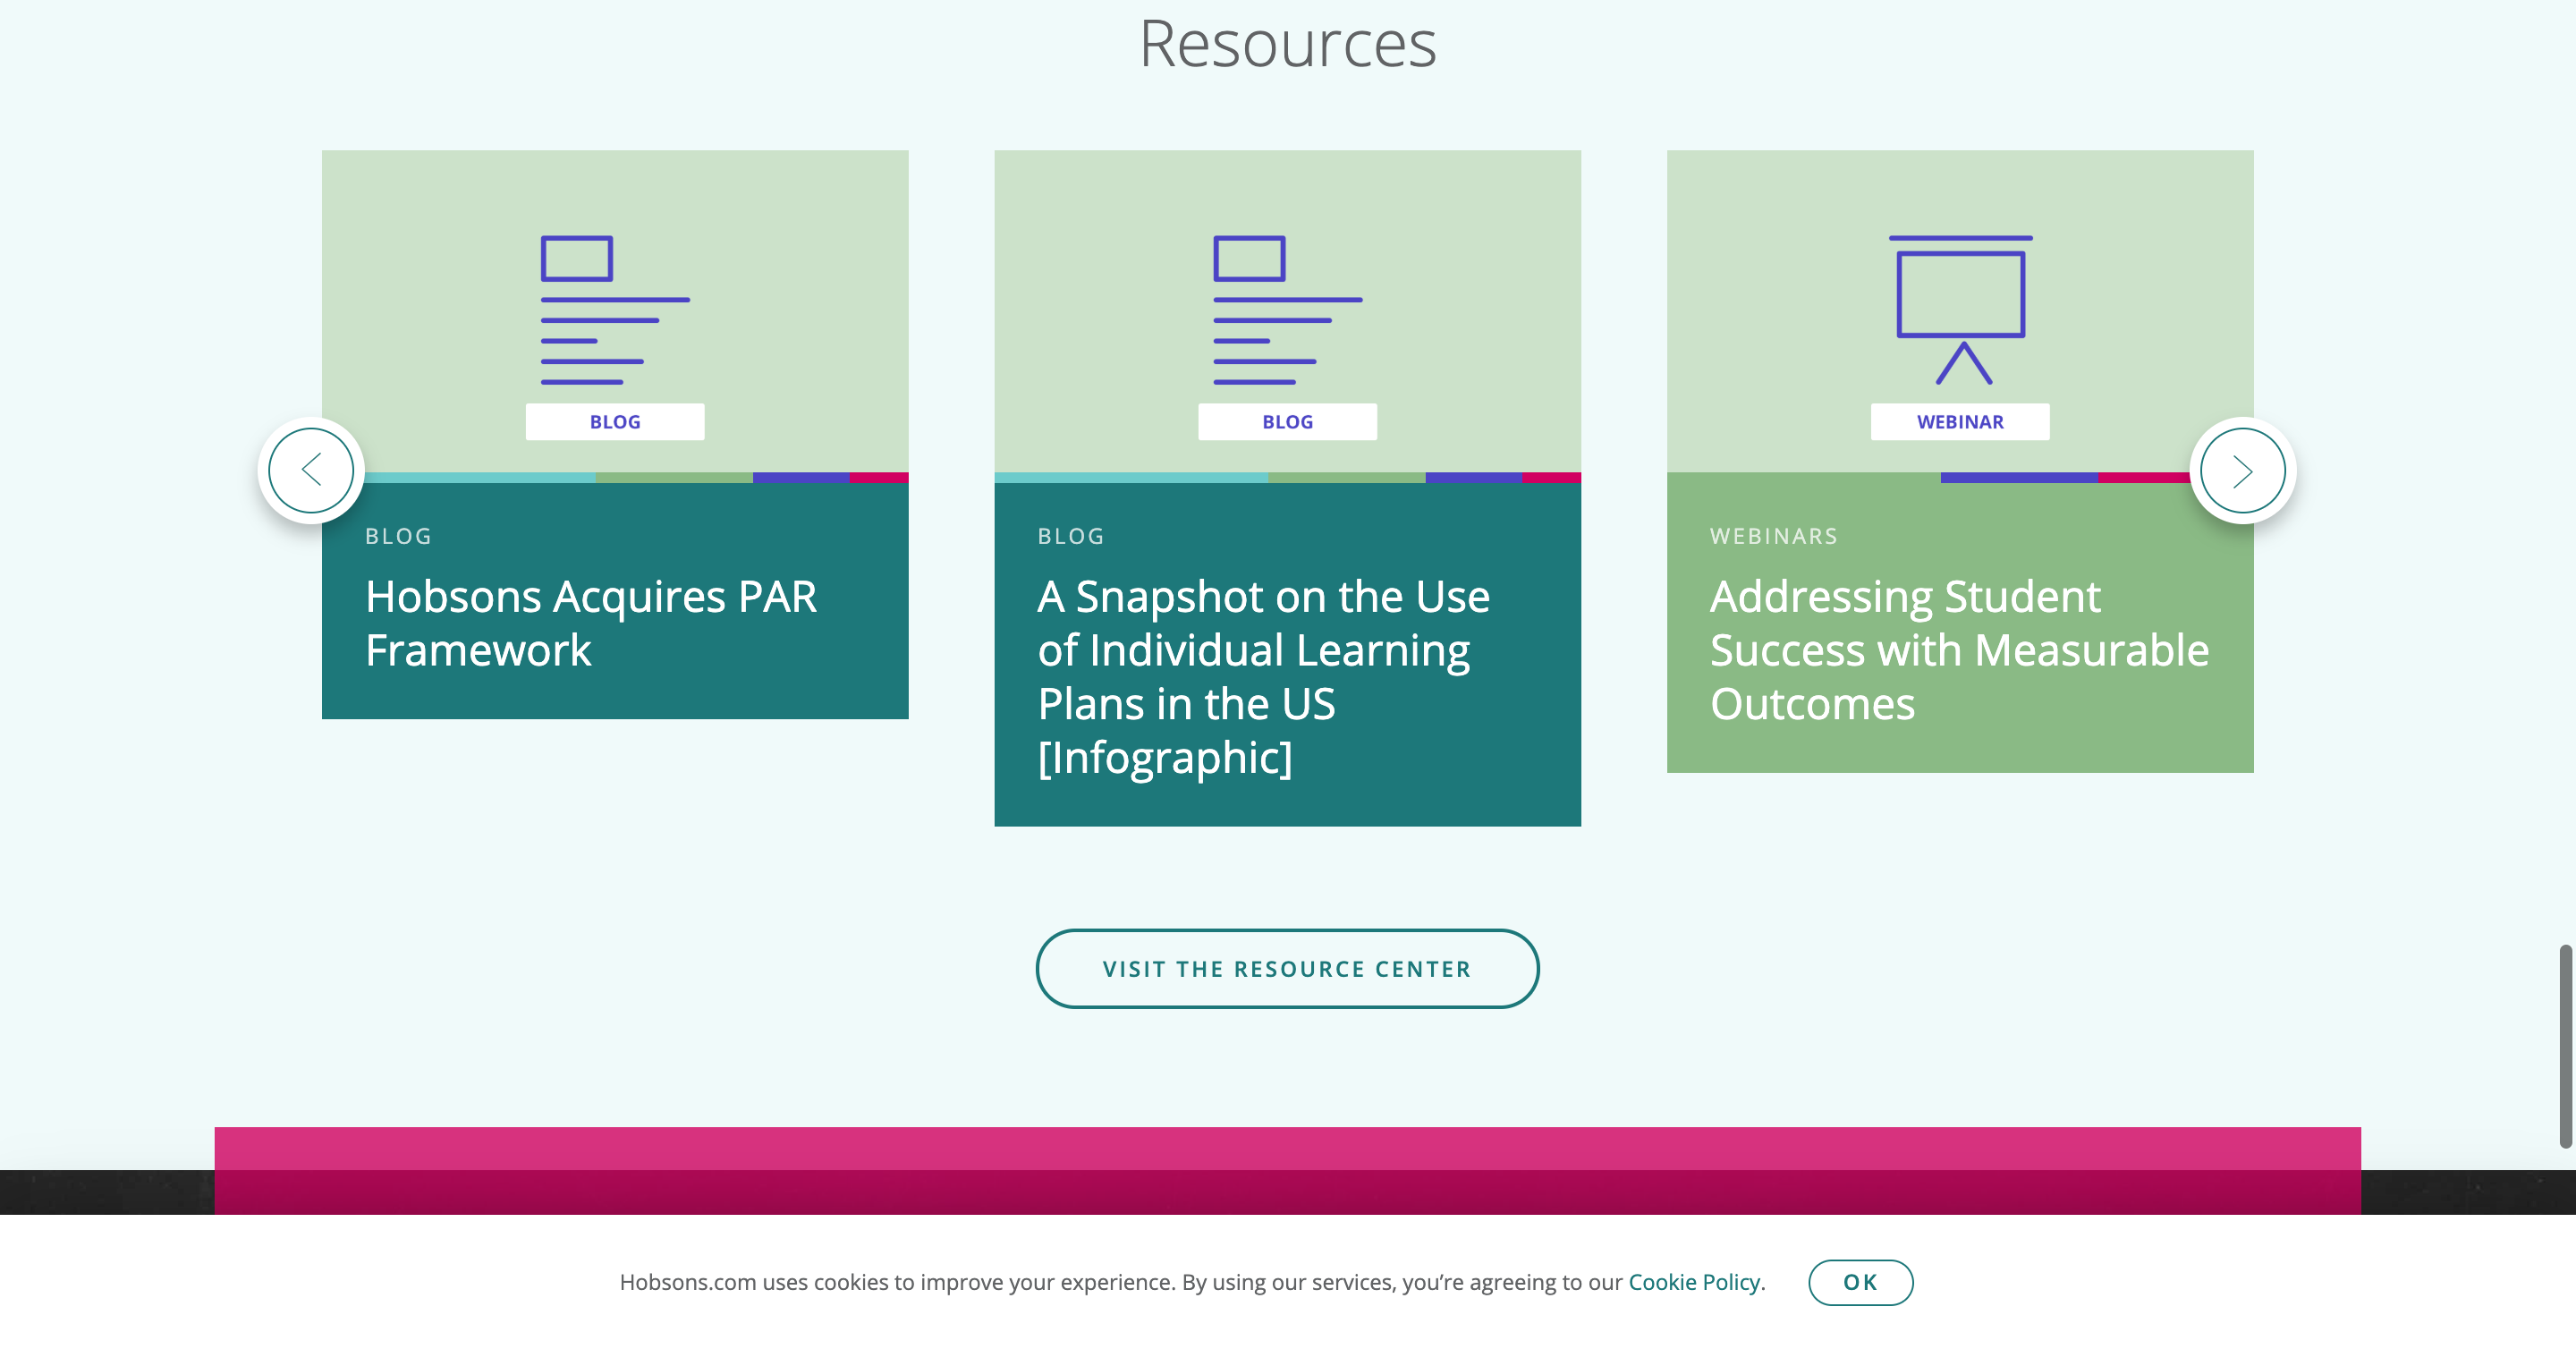 Resources
BLOG
BLOG
Hobsons Acquires PAR
Framework
BLOG
BLOG
A Snapshot on the Use
of Individual Learning
Plans in the US
[Infographic]
WEBINAR
WEBINARS
Addressing Student
Success with Measurable
Outcomes
VISIT THE RESOURCE CENTER
Hobsons.com uses cookies to improve your experience. By using our services, you’re agreeing to our Cookie Policy.
OK